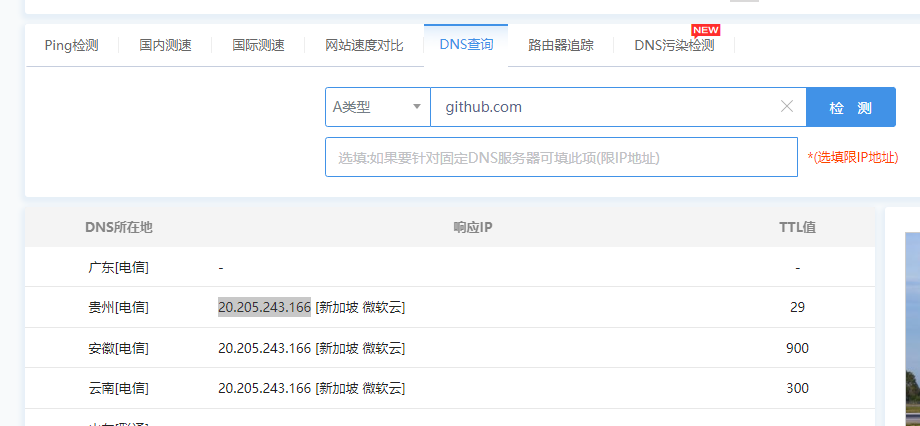 Ping检测 国内测速 国际测速 网站速度对比 DNS查询 路由器追踪 DNS污染检测 NEW
A类型 github.com 检 测
选填:如果要针对固定DNS服务器可填此项(限IP地址) *(选填限IP地址)
DNS所在地 响应IP TTL值
广东[电信] - -
贵州[电信] 20.205.243.166 [新加坡 微软云] 29
安徽[电信] 20.205.243.166 [新加坡 微软云] 900
云南[电信] 20.205.243.166 [新加坡 微软云] 300